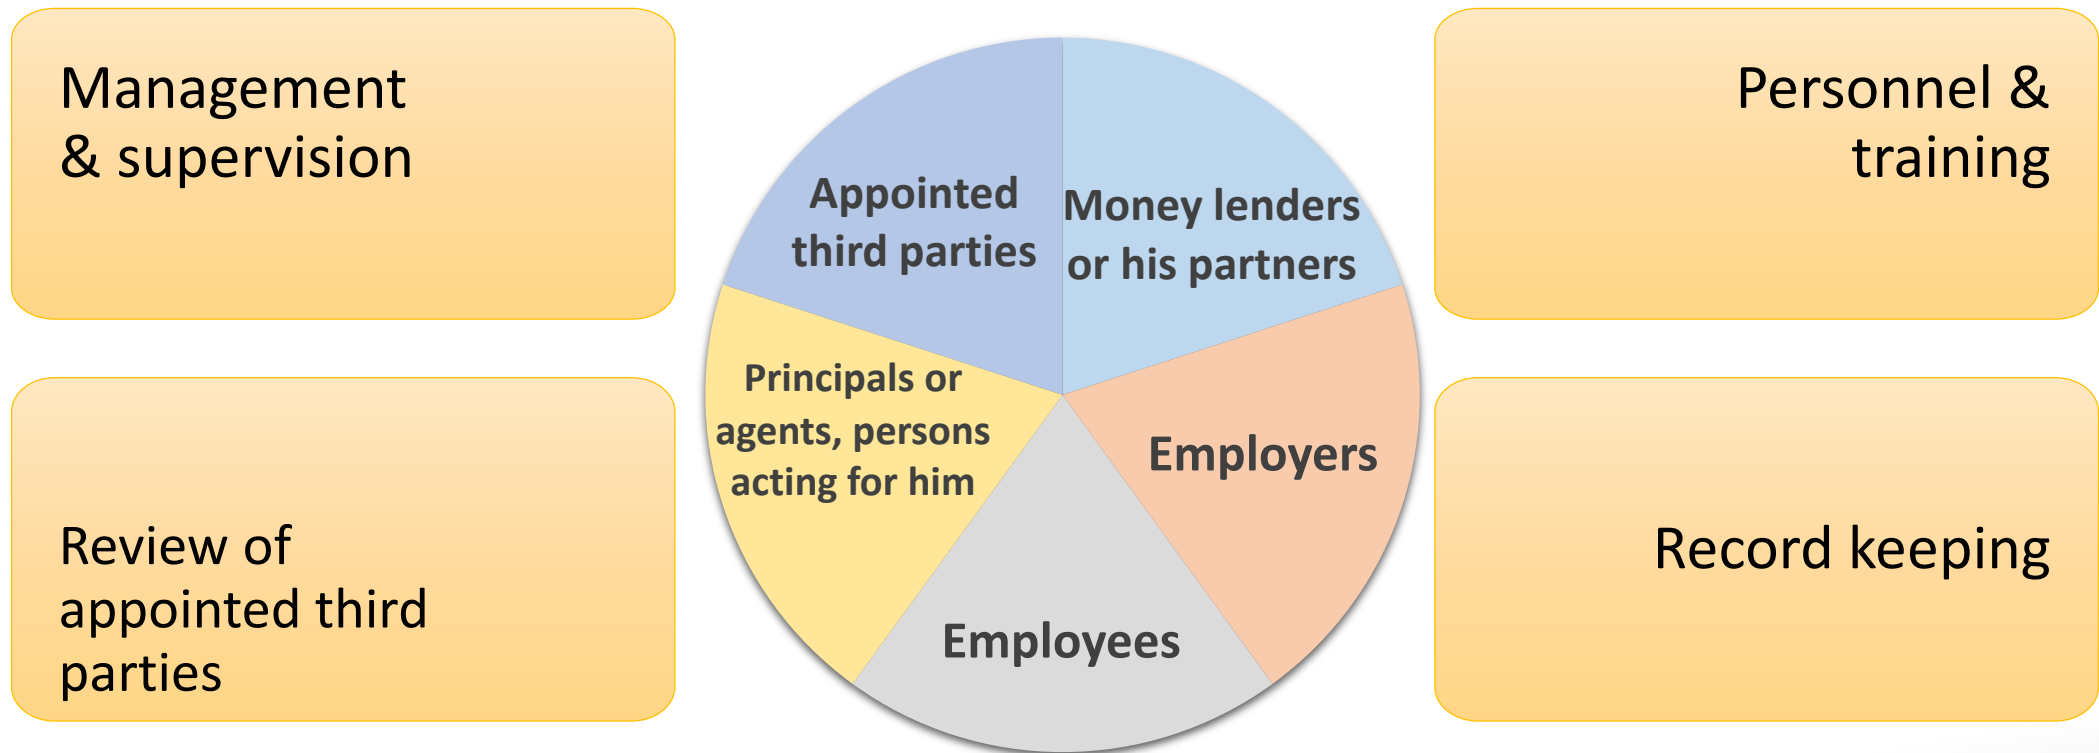 Management
& supervision
Personnel &
training
Appointed
third parties
Money lenders
or his partners
Principals or
agents, persons
acting for him
Employers
Employees
Review of
appointed third
parties
Record keeping